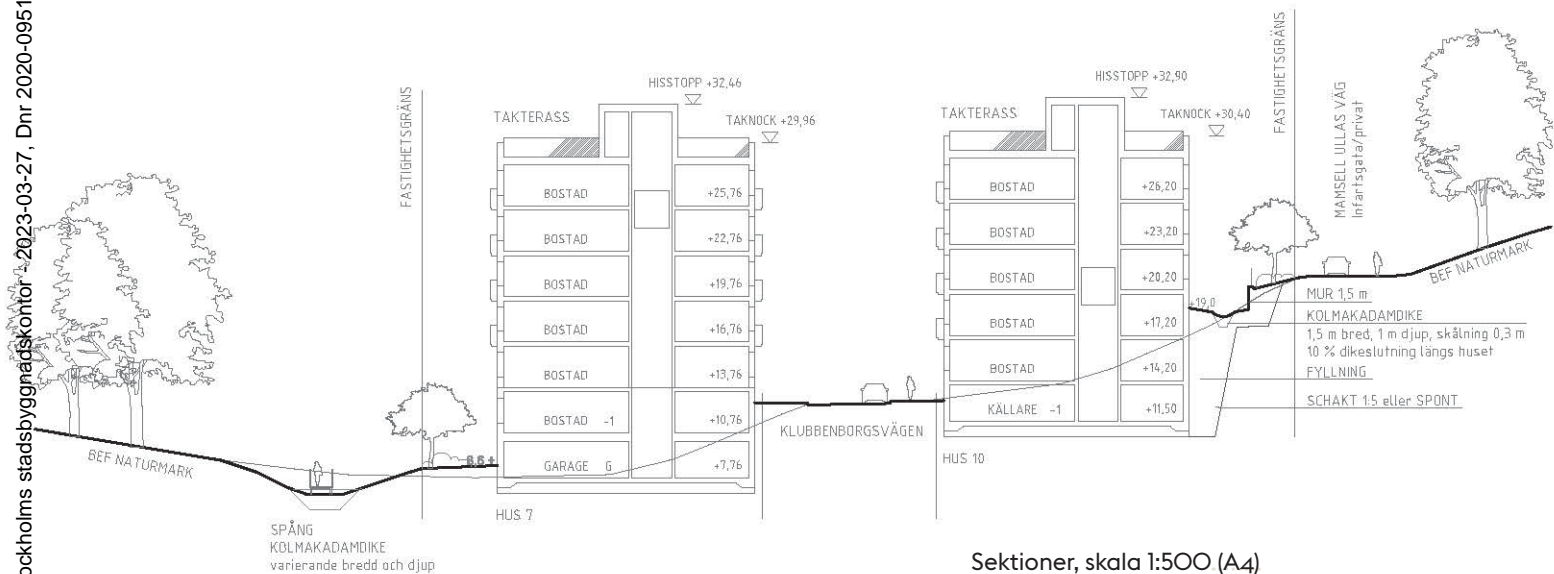 ockholms stadsbyggnadskontor - 2023-03-27, Dnr 2020-0951
FASTIGHETSGRÄNS
TAKTERASS
HISSTOPP +32,46
TAKNOCK +29,96
BOSTAD +25,76
BOSTAD +22,76
BOSTAD +19,76
BOSTAD +16,76
BOSTAD +13,76
BOSTAD -1 +10,76
GARAGE G +7,76
HUS 7
BEF NATURMARK
SPÅNG
KOLMAKADAMDIKE
varierande bredd och djup
KLUBBENBORGSVÄGEN
TAKTERASS
HISSTOPP +32,90
TAKNOCK +30,40
BOSTAD +26,20
BOSTAD +23,20
BOSTAD +20,20
BOSTAD +17,20
BOSTAD +14,20
KÄLLARE -1 +11,50
HUS 10
+19,0
FASTIGHETSGRÄNS
MAMSELL ULLAS VÄG
Infartsgata/privat
BEF NATURMARK
MUR 1,5 m
KOLMAKADAMDIKE
1,5 m bred, 1 m djup, skålning 0,3 m
10 % dikeslutning längs huset
FYLLNING
SCHAKT 1:5 eller SPONT
Sektioner, skala 1:500 (A4)